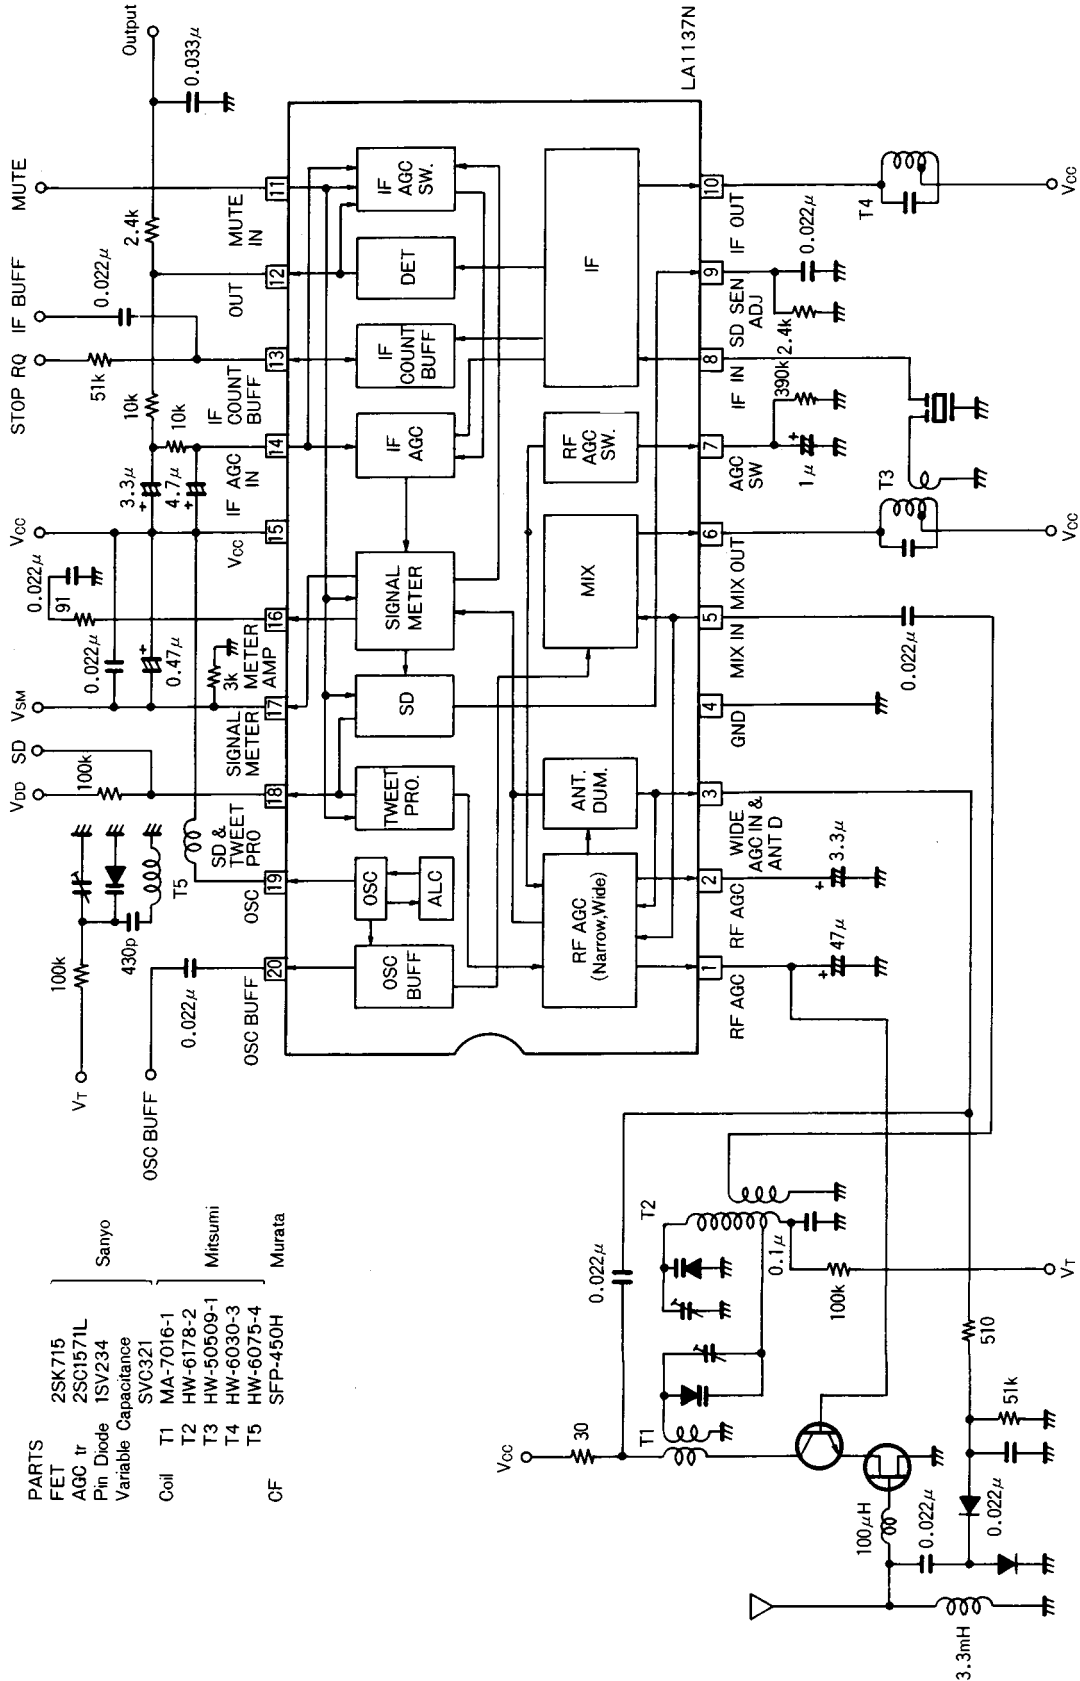 PARTS
FET 2SK715
AGC tr 2SC1571L
Pin Diode 1SV234
Variable Capacitance
SVC321
Sanyo
Coil T1 MA-7016-1
T2 HW-6178-2
T3 HW-50509-1
T4 HW-6030-3
T5 HW-6075-4
Mitsumi
CF SFP-450H Murata
VT
100k
430p
T5
OSC BUFF
0.022μ
VDD
SD
100k
VSM
0.022μ
0.47μ
3k
0.022μ
91
Vcc
3.3μ
4.7μ
10k
10k
STOP RQ
IF BUFF
51k
0.022μ
MUTE
2.4k
Output
0.033μ
OSC BUFF
OSC
SD &
TWEET
PRO
SIGNAL
METER
METER
AMP
Vcc
IF AGC
IN
IF
COUNT
BUFF
OUT
MUTE
IN
20
19
18
17
16
15
14
13
12
11
OSC
BUFF
OSC
ALC
TWEET
PRO.
SD
SIGNAL
METER
IF
AGC
IF
COUNT
BUFF
DET
IF
AGC
SW.
RF AGC
(Narrow,Wide)
ANT.
DUM.
MIX
RF
AGC
SW.
IF
LA1137N
1
2
3
4
5
6
7
8
9
10
RF AGC
RF AGC
WIDE
AGC IN &
ANT D
GND
MIX IN
MIX OUT
AGC
SW
IF IN
SD SEN
ADJ
IF OUT
47μ
3.3μ
0.022μ
T3
Vcc
1μ
390k
2.4k
0.022μ
T4
Vcc
Vcc
30
0.022μ
T1
T2
0.1μ
100k
VT
510
51k
0.022μ
0.022μ
100μH
3.3mH